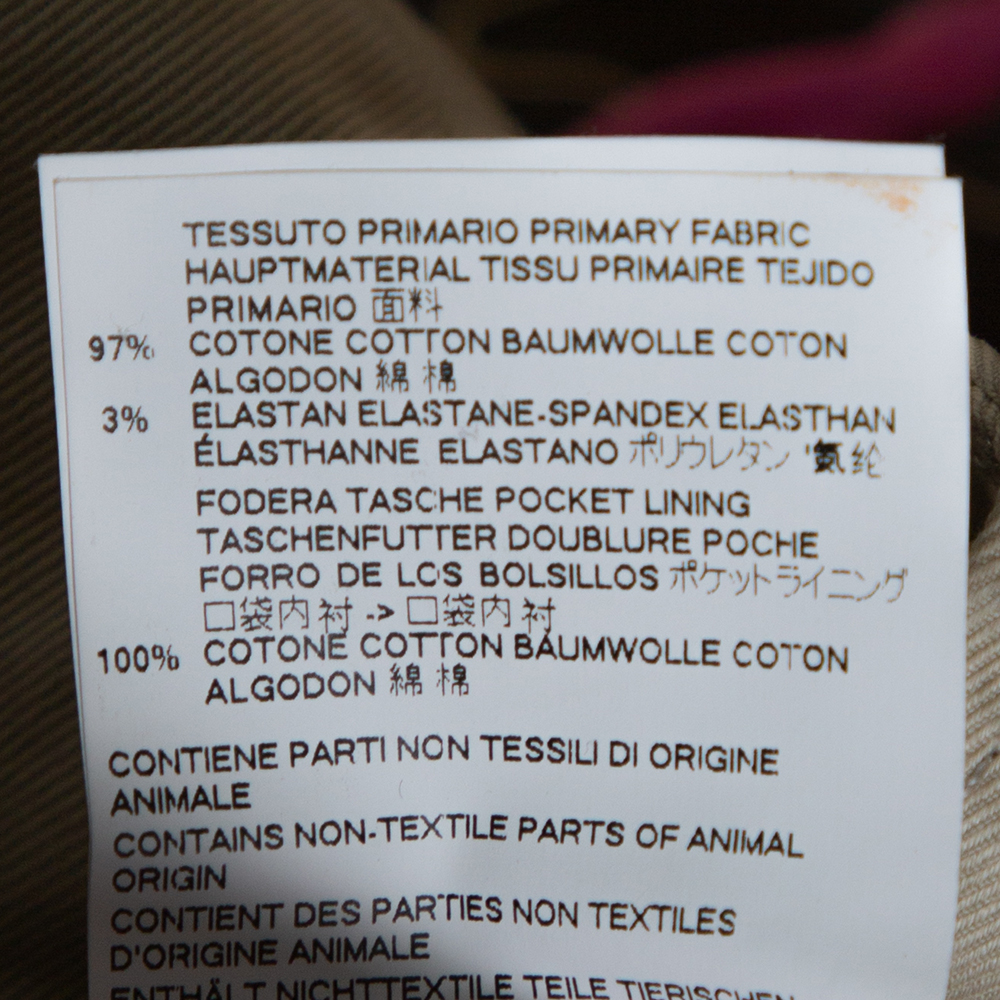 TESSUTO PRIMARIO PRIMARY FABRIC
HAUPTMATERIAL TISSU PRIMAIRE TEJIDO
PRIMARIO 面料
97% COTONE COTTON BAUMWOLLE COTON
ALGODON 綿 棉
3% ELASTAN ELASTANE-SPANDEX ELASTHAN
ÉLASTHANNE ELASTANO ポリウレタン '氨纶
FODERA TASCHE POCKET LINING
TASCHENFUTTER DOUBLURE POCHE
FORRO DE LOS BOLSILLOS ポケットライニング
口袋内衬 -> 口袋内衬
100% COTONE COTTON BAUMWOLLE COTON
ALGODON 綿 棉
CONTIENE PARTI NON TESSILI DI ORIGINE
ANIMALE
CONTAINS NON-TEXTILE PARTS OF ANIMAL
ORIGIN
CONTIENT DES PARTIES NON TEXTILES
D'ORIGINE ANIMALE
ENTHÄLT NICHTTEXTILE TEILE TIERISCHEN